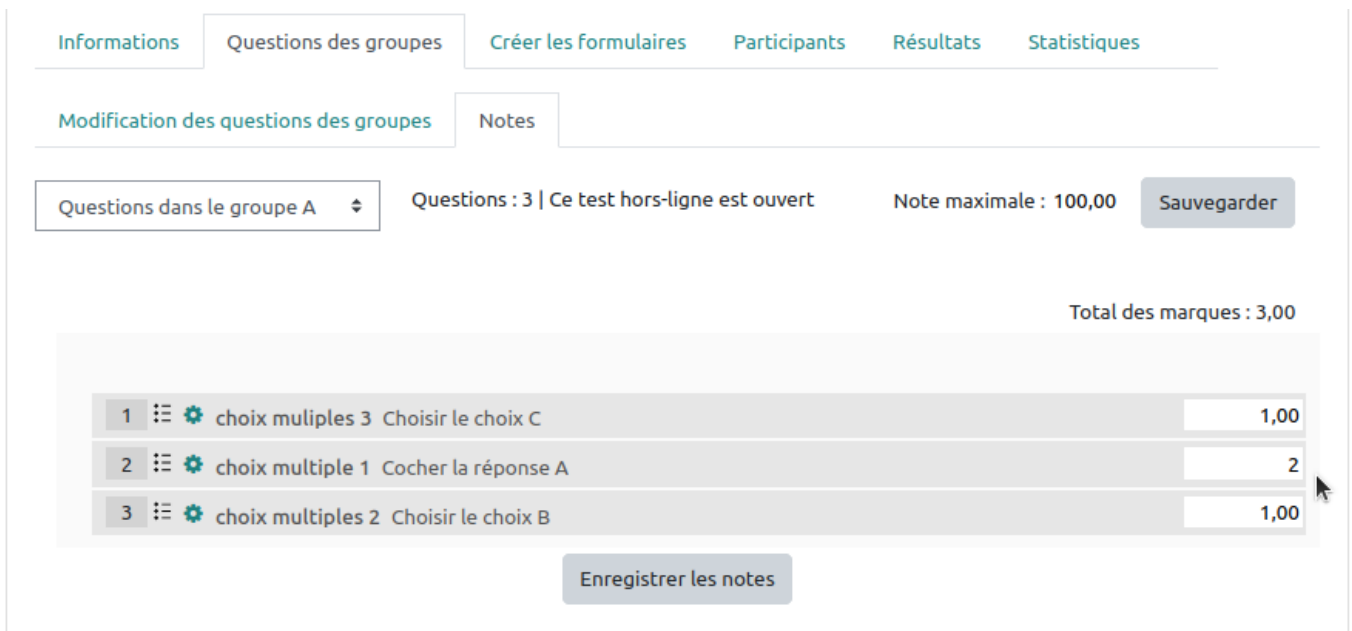 Informations Questions des groupes Créer les formulaires Participants Résultats Statistiques
Modification des questions des groupes Notes
Questions dans le groupe A Questions : 3 | Ce test hors-ligne est ouvert Note maximale : 100,00 Sauvegarder
Total des marques : 3,00
1 choix muliples 3 Choisir le choix C 1,00
2 choix multiple 1 Cocher la réponse A 2
3 choix multiples 2 Choisir le choix B 1,00
Enregistrer les notes